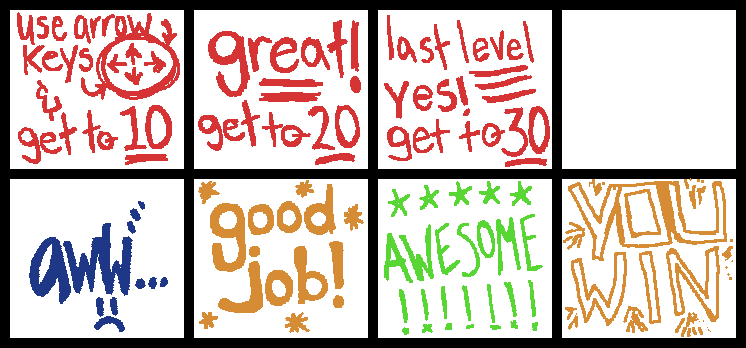 use arrow
keys
&
get to 10
great!
get to 20
last level
yes!
get to 30
aww...
good
job!
AWESOME
!!!!!!!
YOU
WIN